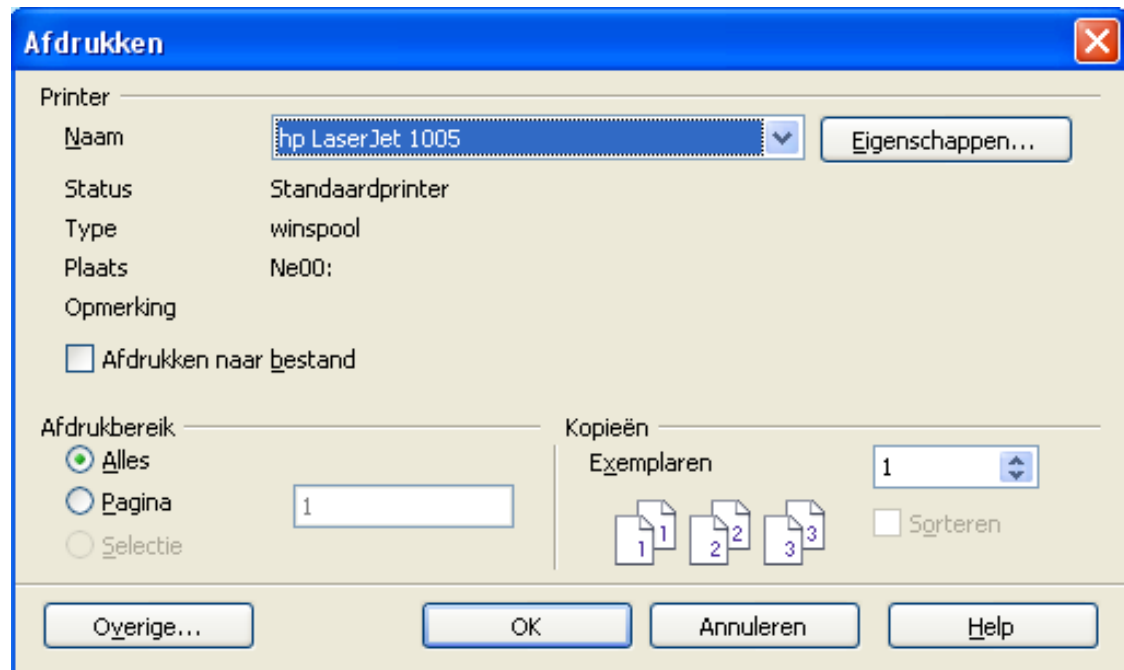 Afdrukken
Printer
Naam hp LaserJet 1005 Eigenschappen...
Status Standaardprinter
Type winspool
Plaats Ne00:
Opmerking
Afdrukken naar bestand
Afdrukbereik
Alles
Pagina 1
Selectie
Kopieën
Exemplaren 1
1 1 2 2 3 3
Sorteren
Overige... OK Annuleren Help